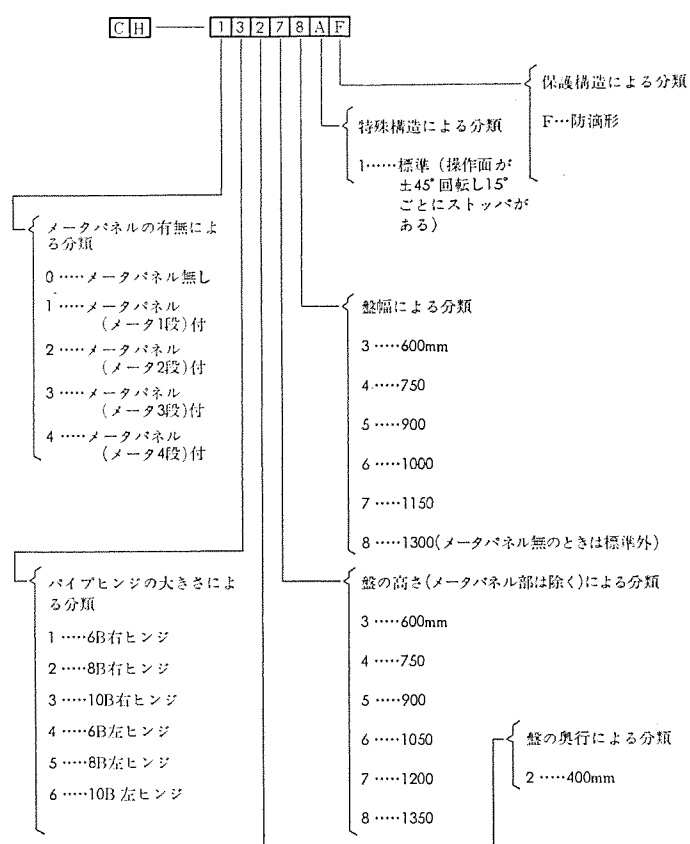 CH—13278AF
保護構造による分類
F…防滴形
特殊構造による分類
1……標準（操作面が
±45°回転し15°
ごとにストッパが
ある）
メータパネルの有無によ
る分類
0……メータパネル無し
1……メータパネル
（メータ1段）付
2……メータパネル
（メータ2段）付
3……メータパネル
（メータ3段）付
4……メータパネル
（メータ4段）付
盤幅による分類
3……600mm
4……750
5……900
6……1000
7……1150
8……1300(メータパネル無のときは標準外)
パイプヒンジの大きさによ
る分類
1……6B右ヒンジ
2……8B右ヒンジ
3……10B右ヒンジ
4……6B左ヒンジ
5……8B左ヒンジ
6……10B左ヒンジ
盤の高さ(メータパネル部は除く)による分類
3……600mm
4……750
5……900
6……1050
7……1200
8……1350
盤の奥行による分類
2……400mm